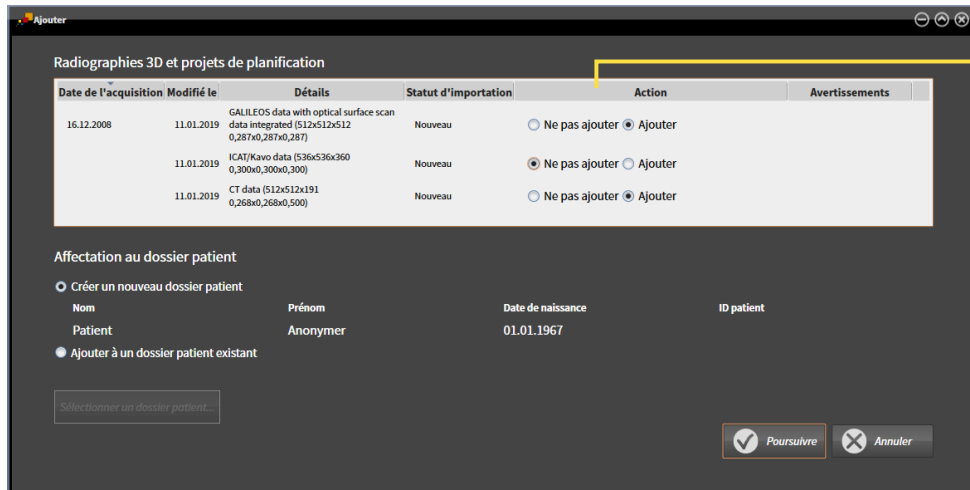 Ajouter
Radiographies 3D et projets de planification
Date de l'acquisition Modifié le Détails Statut d'importation Action Avertissements
GALILEOS data with optical surface scan
16.12.2008 11.01.2019 data integrated (512x512x512 Nouveau Ne pas ajouter Ajouter
0,287x0,287x0,287)
ICAT/Kavo data (536x536x360
11.01.2019 Nouveau Ne pas ajouter Ajouter
0,300x0,300x0,300)
CT data (512x512x191
11.01.2019 Nouveau Ne pas ajouter Ajouter
0,268x0,268x0,500)
Affectation au dossier patient
Créer un nouveau dossier patient
Nom Prénom Date de naissance ID patient
Patient Anonymer 01.01.1967
Ajouter à un dossier patient existant
Sélectionner un dossier patient...
Poursuivre Annuler